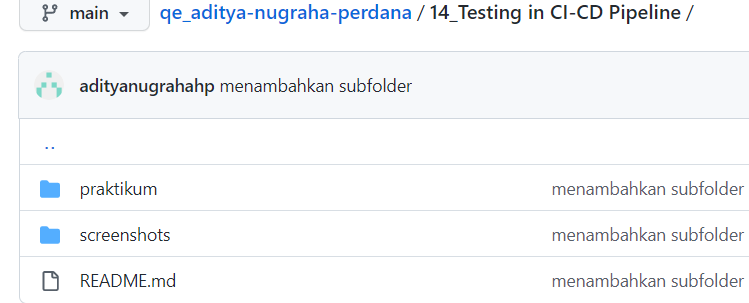 main qe_aditya-nugraha-perdana / 14_Testing in CI-CD Pipeline /
adityanugrahahp menambahkan subfolder
..
praktikum menambahkan subfolder
screenshots menambahkan subfolder
README.md menambahkan subfolder